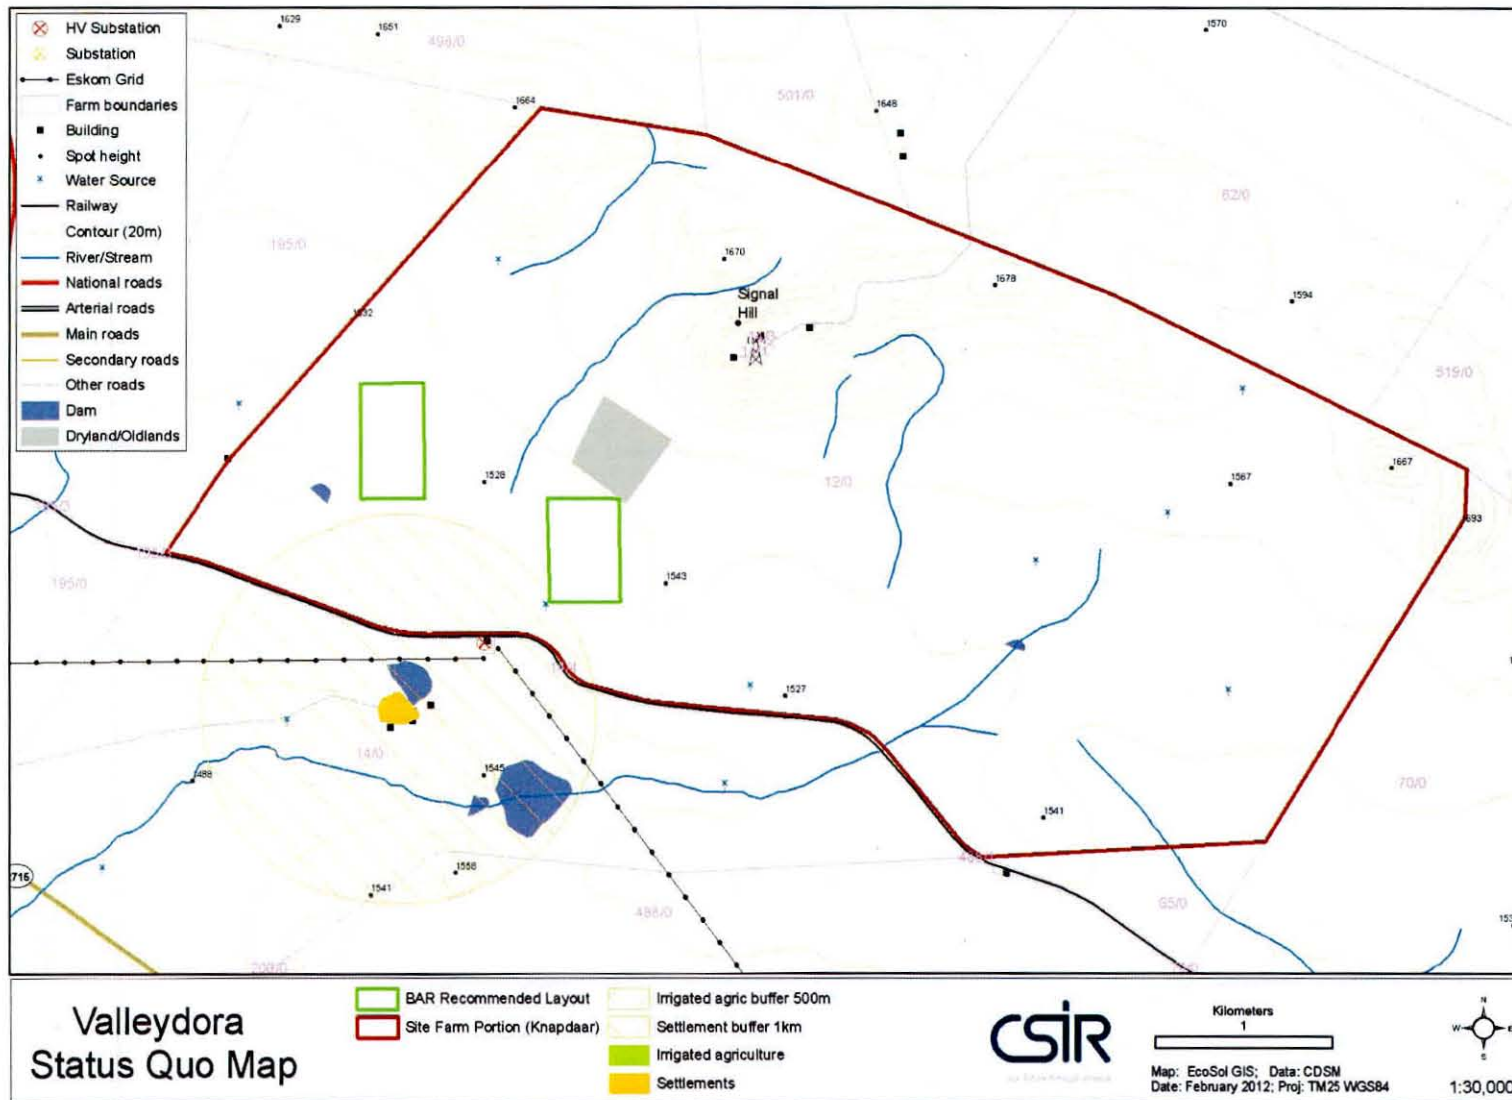 HV Substation
Substation
Eskom Grid
Farm boundaries
Building
Spot height
Water Source
Railway
Contour (20m)
River/Stream
National roads
Arterial roads
Main roads
Secondary roads
Other roads
Dam
Dryland/Oldlands
1629
1651
498/0
1570
1664
501/0
1648
62/0
195/0
1670
1678
Signal
Hill
1594
519/0
1667
1528
12/0
1567
195/0
1543
1527
14/0
1545
70/0
1541
1558
1541
488/0
65/0
Valleydora
Status Quo Map
BAR Recommended Layout
Site Farm Portion (Knapdaar)
Irrigated agric buffer 500m
Settlement buffer 1km
Irrigated agriculture
Settlements
CSIR
our future through science
Kilometers
1
Map: EcoSol GIS; Data: CDSM
Date: February 2012; Proj: TM25 WGS84
N
W
E
S
1:30,000